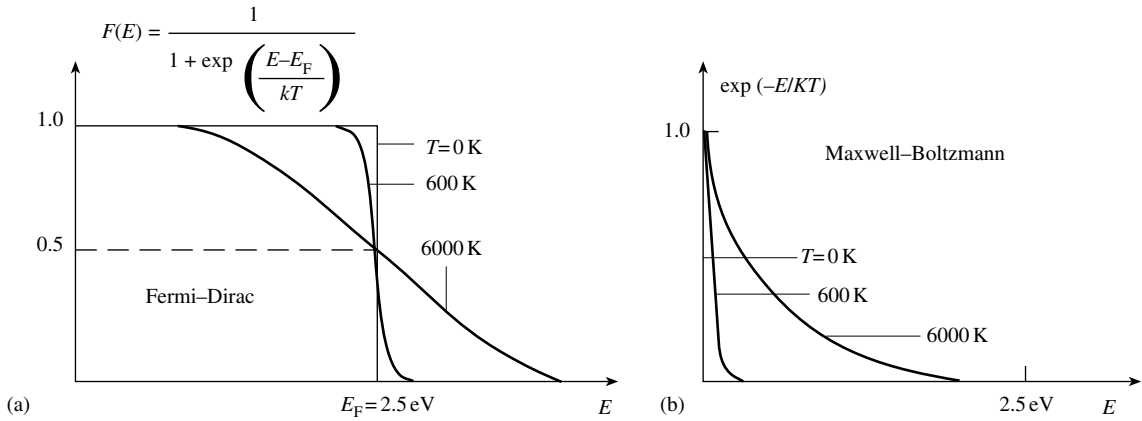 F(E) = 1 / 1 + exp ( E–E_F / kT )
1.0
T = 0 K
600 K
0.5
6000 K
Fermi–Dirac
(a)
E_F = 2.5 eV
E
exp (–E/KT)
1.0
Maxwell–Boltzmann
T = 0 K
600 K
6000 K
(b)
2.5 eV
E